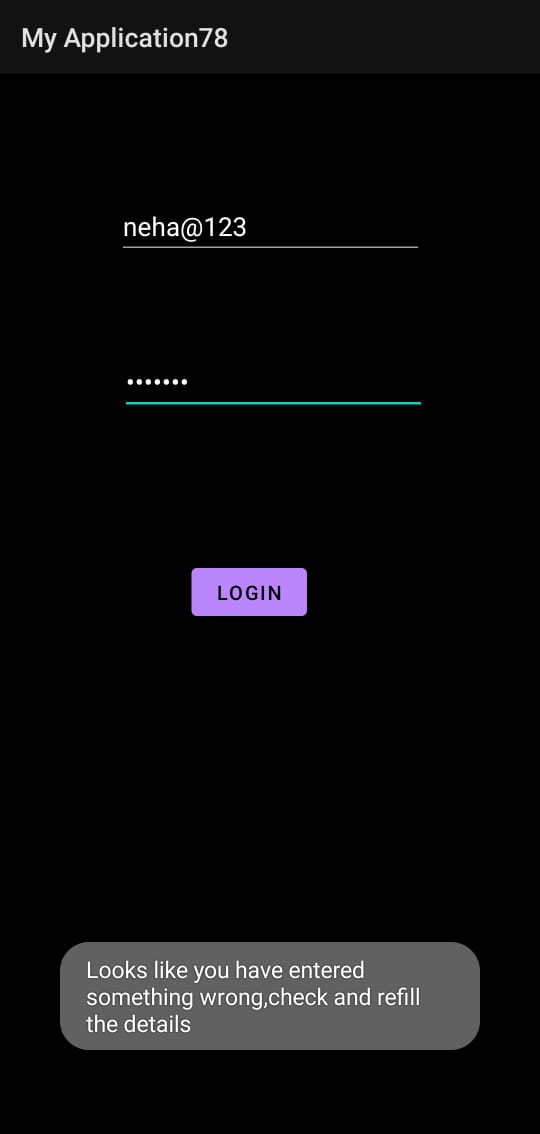 My Application78
neha@123
•••••••
LOGIN
Looks like you have entered
something wrong,check and refill
the details